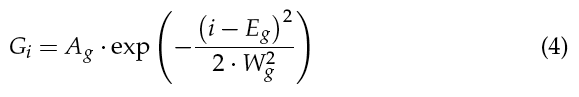 G_i = A_g · exp ( − (i − E_g)^2 / 2 · W_g^2 ) (4)